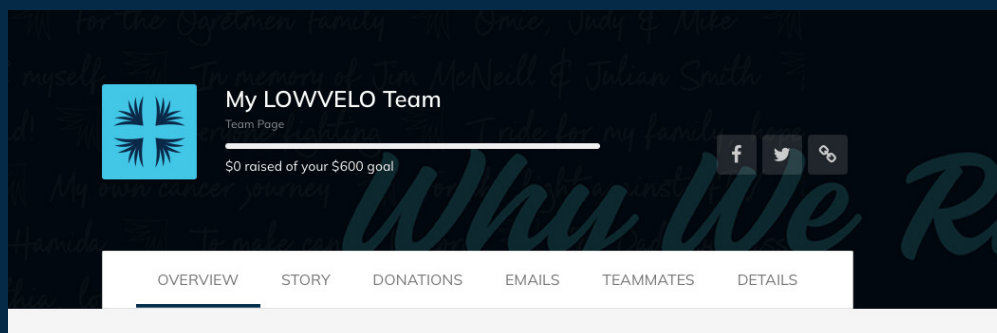 for the Ogretmen family Omie, Judy & Mike
myself In memory of Jim McNeill & Julian Smith
My LOWVELO Team
Team Page
fighting I ride for my family
$0 raised of your $600 goal
My own cancer journey
Why We R
Hamida To make
OVERVIEW STORY DONATIONS EMAILS TEAMMATES DETAILS